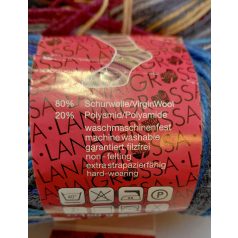 80% Schurwolle/Virgin Wool
20% Polyamid/Polyamide
waschmaschinenfest
machine washable
garantiert filzfrei
non-felting
extra strapazierfähig
hard-wearing
LANA GROSSA